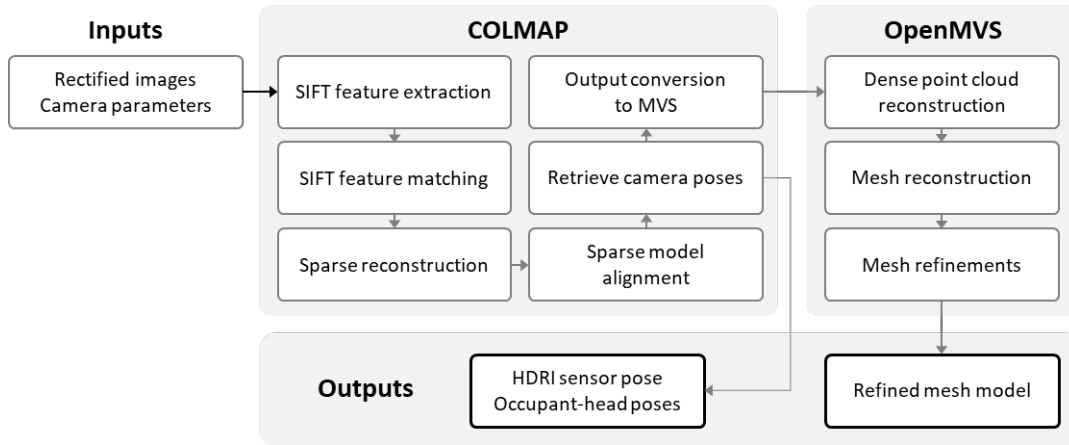 Inputs
Rectified images
Camera parameters
COLMAP
SIFT feature extraction
SIFT feature matching
Sparse reconstruction
Output conversion
to MVS
Retrieve camera poses
Sparse model
alignment
OpenMVS
Dense point cloud
reconstruction
Mesh reconstruction
Mesh refinements
Outputs
HDRI sensor pose
Occupant-head poses
Refined mesh model